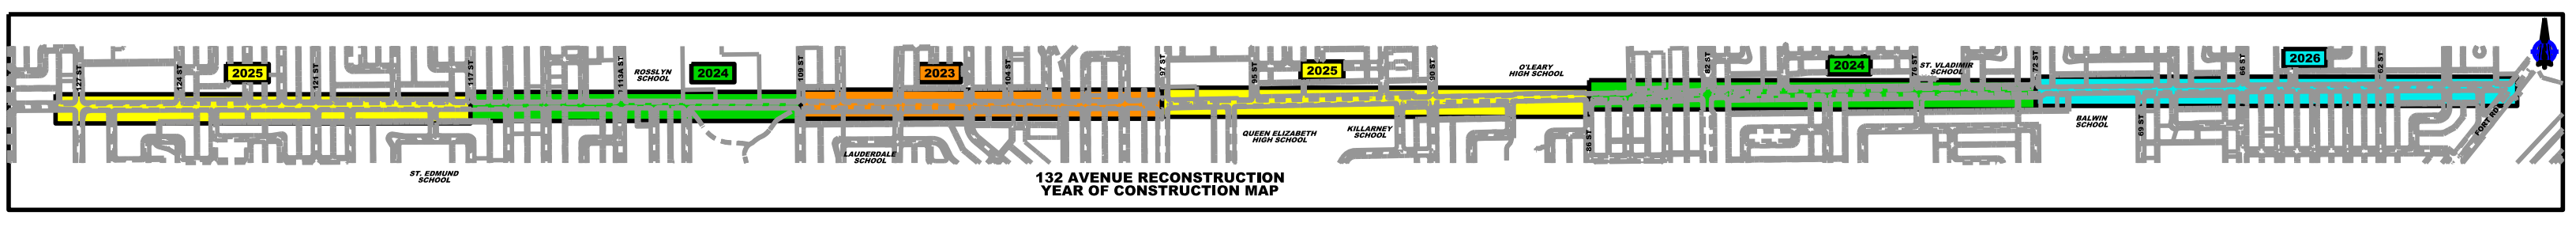 127 ST
124 ST
2025
121 ST
117 ST
113A ST
ROSSLYN
SCHOOL
2024
109 ST
2023
104 ST
97 ST
95 ST
2025
90 ST
O'LEARY
HIGH SCHOOL
82 ST
2024
76 ST
ST. VLADIMIR
SCHOOL
72 ST
66 ST
2026
62 ST
FORT RD
ST. EDMUND
SCHOOL
LAUDERDALE
SCHOOL
QUEEN ELIZABETH
HIGH SCHOOL
KILLARNEY
SCHOOL
86 ST
BALWIN
SCHOOL
69 ST
132 AVENUE RECONSTRUCTION
YEAR OF CONSTRUCTION MAP